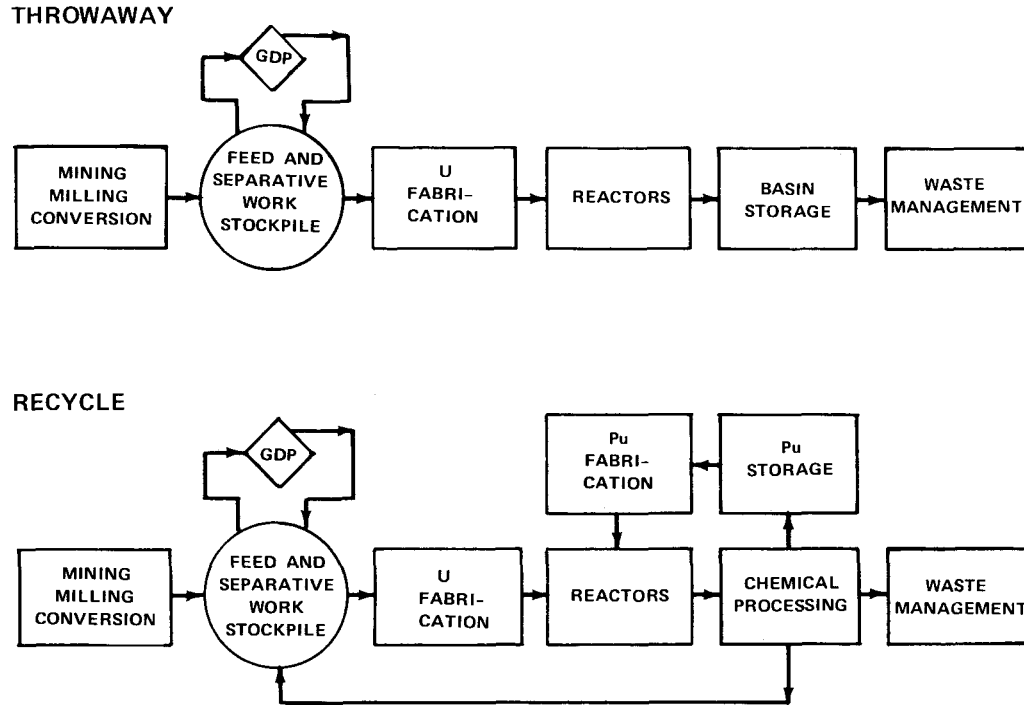 THROWAWAY
GDP
MINING
MILLING
CONVERSION
FEED AND
SEPARATIVE
WORK
STOCKPILE
U
FABRI-
CATION
REACTORS
BASIN
STORAGE
WASTE
MANAGEMENT
RECYCLE
GDP
Pu
FABRI-
CATION
Pu
STORAGE
MINING
MILLING
CONVERSION
FEED AND
SEPARATIVE
WORK
STOCKPILE
U
FABRI-
CATION
REACTORS
CHEMICAL
PROCESSING
WASTE
MANAGEMENT